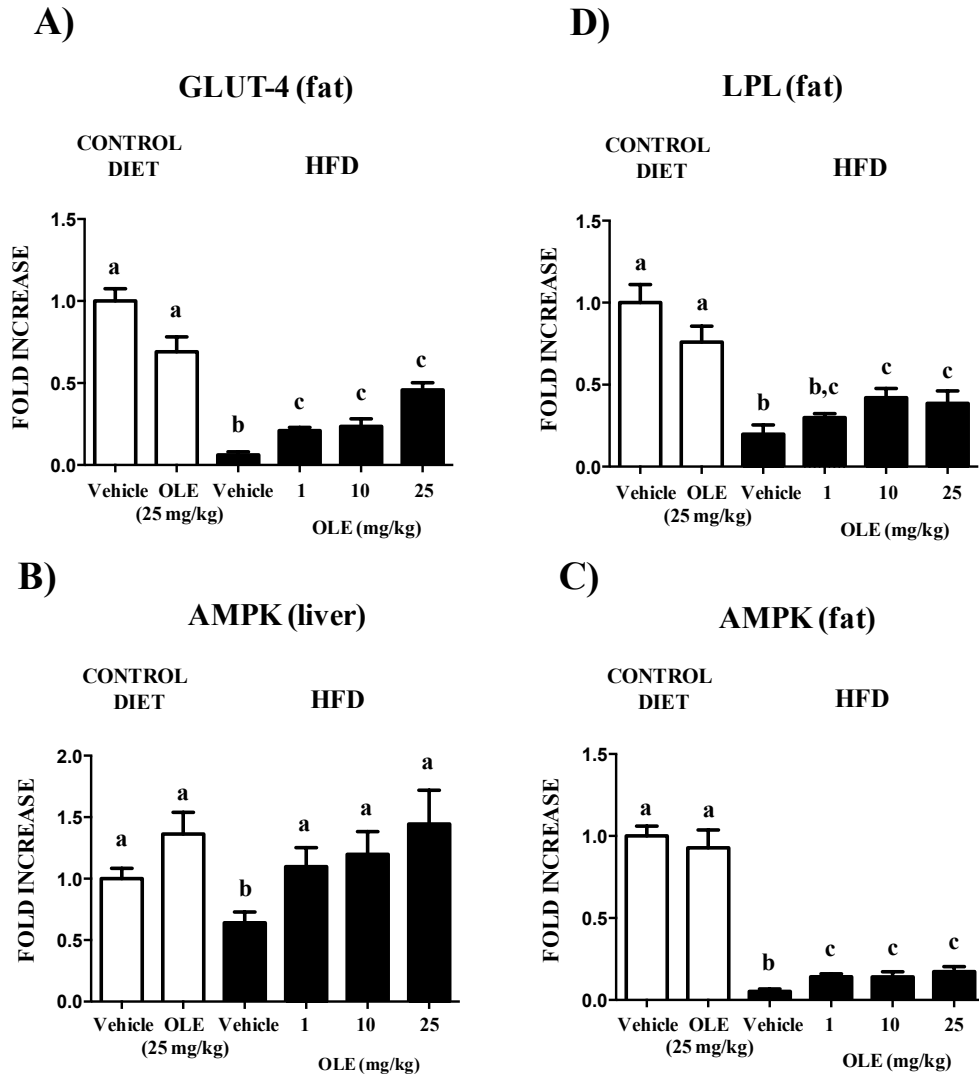 A)
GLUT-4 (fat)
CONTROL
DIET
HFD
FOLD INCREASE
1.5
1.0
0.5
0.0
a
a
b
c
c
c
Vehicle OLE Vehicle 1 10 25
(25 mg/kg)
OLE (mg/kg)
D)
LPL (fat)
CONTROL
DIET
HFD
FOLD INCREASE
1.5
1.0
0.5
0.0
a
a
b
b,c
c
c
Vehicle OLE Vehicle 1 10 25
(25 mg/kg)
OLE (mg/kg)
B)
AMPK (liver)
CONTROL
DIET
HFD
FOLD INCREASE
2.0
1.5
1.0
0.5
0.0
a
a
b
a
a
a
Vehicle OLE Vehicle 1 10 25
(25 mg/kg)
OLE (mg/kg)
C)
AMPK (fat)
CONTROL
DIET
HFD
FOLD INCREASE
1.5
1.0
0.5
0.0
a
a
b
c
c
c
Vehicle OLE Vehicle 1 10 25
(25 mg/kg)
OLE (mg/kg)